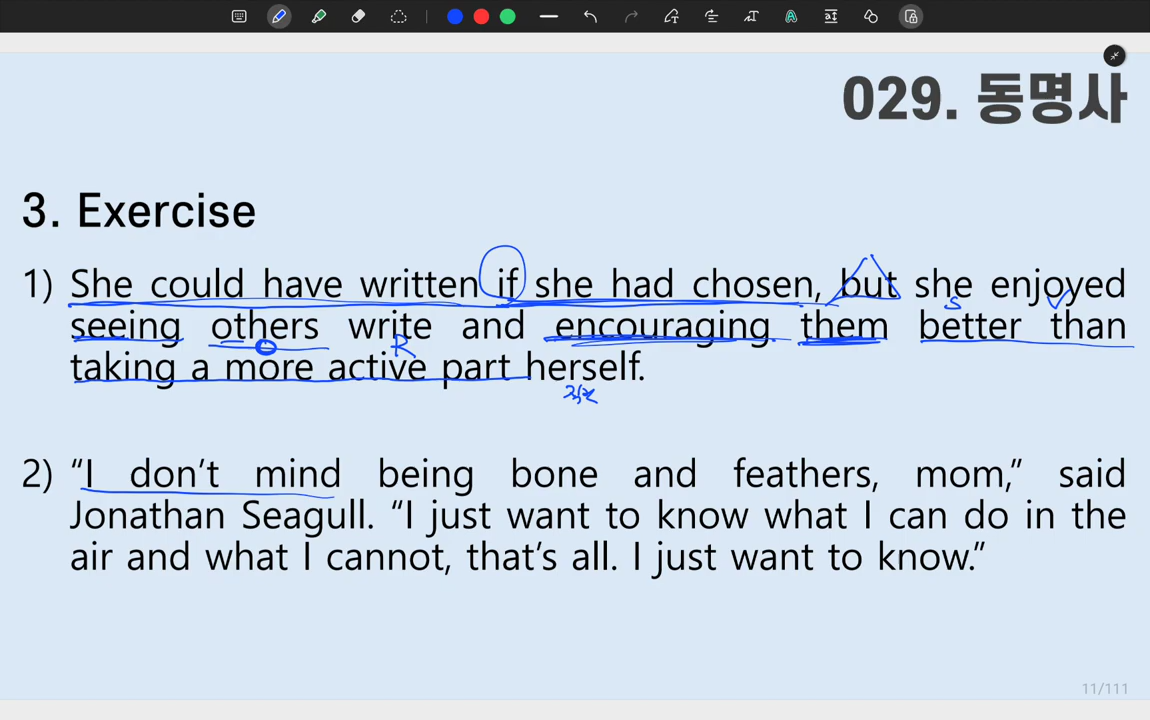 029. 동명사
3. Exercise
1) She could have written if she had chosen, but she enjoyed
S V
seeing others write and encouraging them better than
O R
taking a more active part herself.
2) “I don’t mind being bone and feathers, mom,” said
Jonathan Seagull. “I just want to know what I can do in the
air and what I cannot, that’s all. I just want to know.”
11/111